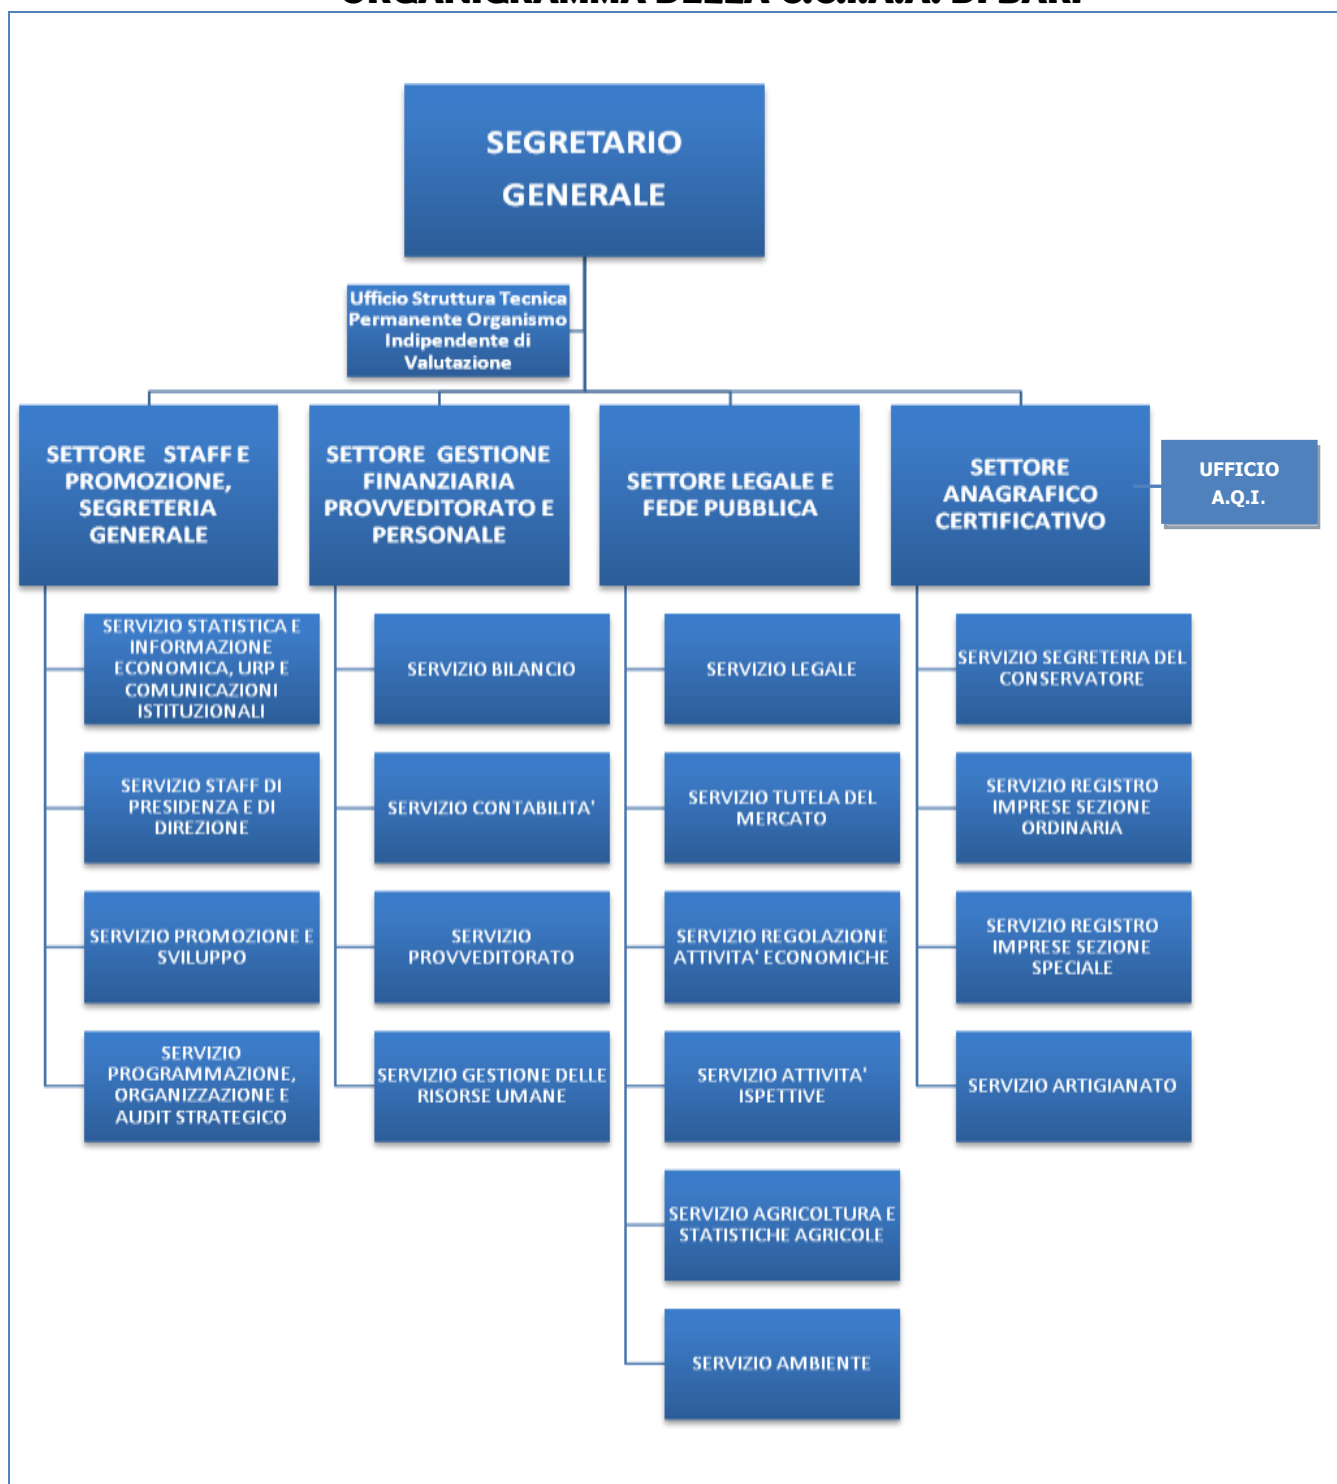 ORGANIGRAMMA DELLA C.C.I.A.A. DI BARI
SEGRETARIO
GENERALE
Ufficio Struttura Tecnica
Permanente Organismo
Indipendente di
Valutazione
SETTORE STAFF E
PROMOZIONE,
SEGRETERIA
GENERALE
SETTORE GESTIONE
FINANZIARIA
PROVVEDITORATO E
PERSONALE
SETTORE LEGALE E
FEDE PUBBLICA
SETTORE
ANAGRAFICO
CERTIFICATIVO
UFFICIO
A.Q.I.
SERVIZIO STATISTICA E
INFORMAZIONE
ECONOMICA, URP E
COMUNICAZIONI
ISTITUZIONALI
SERVIZIO STAFF DI
PRESIDENZA E DI
DIREZIONE
SERVIZIO PROMOZIONE E
SVILUPPO
SERVIZIO
PROGRAMMAZIONE,
ORGANIZZAZIONE E
AUDIT STRATEGICO
SERVIZIO BILANCIO
SERVIZIO CONTABILITA'
SERVIZIO
PROVVEDITORATO
SERVIZIO GESTIONE DELLE
RISORSE UMANE
SERVIZIO LEGALE
SERVIZIO TUTELA DEL
MERCATO
SERVIZIO REGOLAZIONE
ATTIVITA' ECONOMICHE
SERVIZIO ATTIVITA'
ISPETTIVE
SERVIZIO AGRICOLTURA E
STATISTICHE AGRICOLE
SERVIZIO AMBIENTE
SERVIZIO SEGRETERIA DEL
CONSERVATORE
SERVIZIO REGISTRO
IMPRESE SEZIONE
ORDINARIA
SERVIZIO REGISTRO
IMPRESE SEZIONE
SPECIALE
SERVIZIO ARTIGIANATO